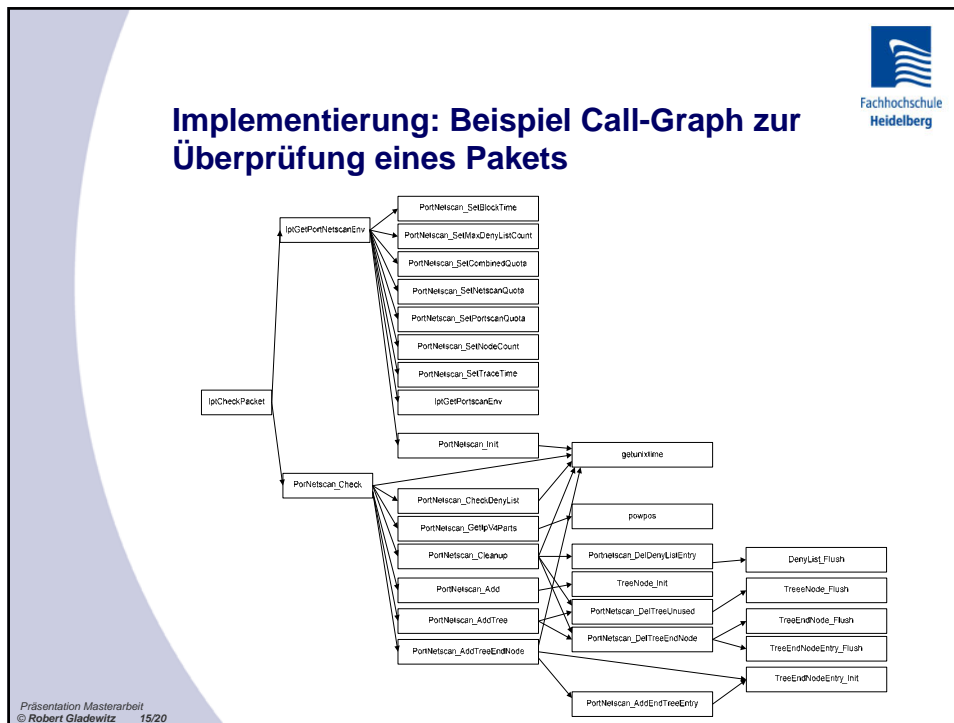 Fachhochschule
Heidelberg
Implementierung: Beispiel Call-Graph zur
Überprüfung eines Pakets
PortNetscan_SetBlockTime
IptGetPortNetscanEnv
PortNetscan_SetMaxDenyListCount
PortNetscan_SetCombinedQuota
PortNetscan_SetNetscanQuota
PortNetscan_SetPortscanQuota
PortNetscan_SetNodeCount
PortNetscan_SetTraceTime
IptCheckPacket
IptGetPortscanEnv
PortNetscan_Init
getunixtime
PorNetscan_Check
PortNetscan_CheckDenyList
PortNetscan_GetIpV4Parts
powpos
PortNetscan_Cleanup
Portnetscan_DelDenyListEntry
DenyList_Flush
PortNetscan_Add
TreeNode_Init
TreeeNode_Flush
PortNetscan_AddTree
PortNetscan_DelTreeUnused
TreeEndNode_Flush
PortNetscan_AddTreeEndNode
PortNetscan_DelTreeEndNode
TreeEndNodeEntry_Flush
TreeEndNodeEntry_Init
PortNetscan_AddEndTreeEntry
Präsentation Masterarbeit
© Robert Gladewitz 15/20